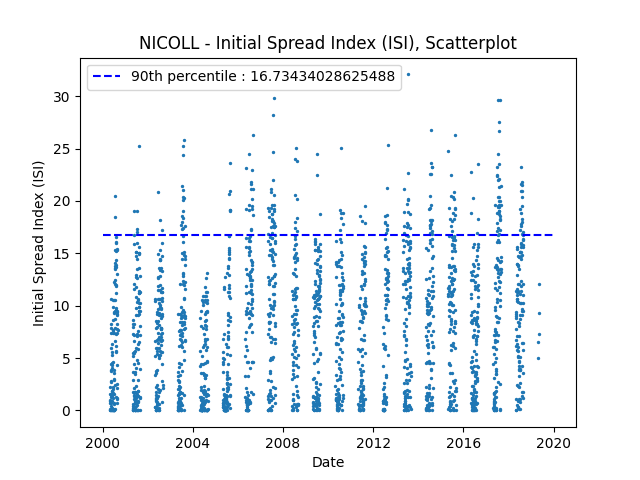 NICOLL - Initial Spread Index (ISI), Scatterplot
90th percentile : 16.73434028625488
Initial Spread Index (ISI)
30
25
20
15
10
5
0
2000 2004 2008 2012 2016 2020
Date